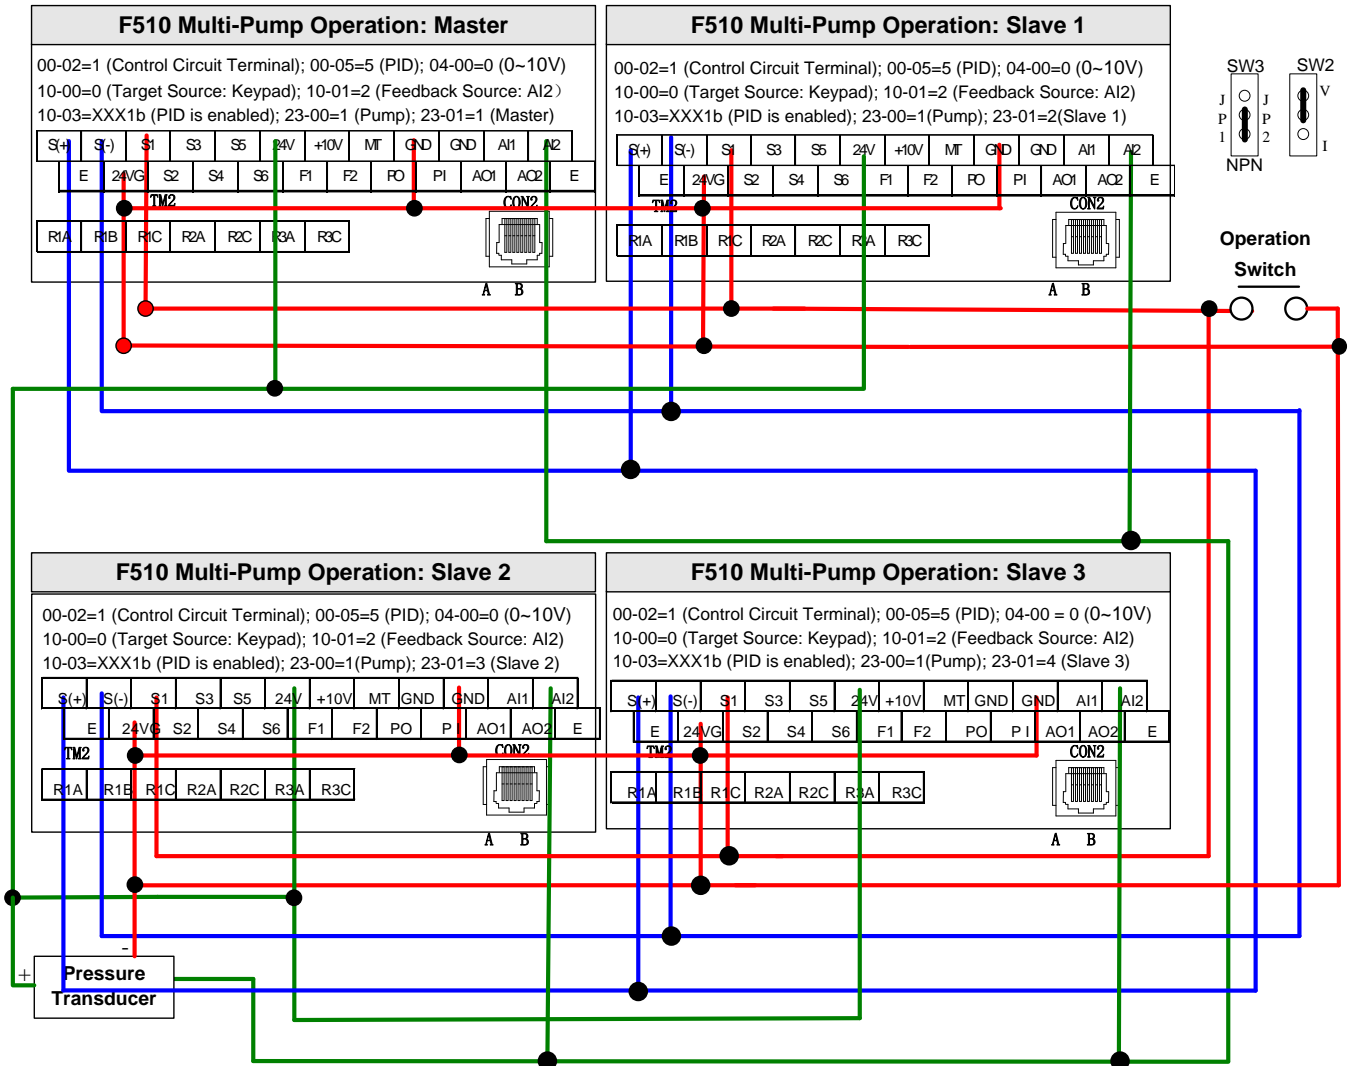 F510 Multi-Pump Operation: Master
00-02=1 (Control Circuit Terminal); 00-05=5 (PID); 04-00=0 (0~10V)
10-00=0 (Target Source: Keypad); 10-01=2 (Feedback Source: AI2)
10-03=XXX1b (PID is enabled); 23-00=1 (Pump); 23-01=1 (Master)
S(+) S(-) S1 S3 S5 24V +10V MT GND GND AI1 AI2
E 24VG S2 S4 S6 F1 F2 PO PI AO1 AO2 E
TM2 CON2
R1A R1B R1C R2A R2C R3A R3C
A B
F510 Multi-Pump Operation: Slave 1
00-02=1 (Control Circuit Terminal); 00-05=5 (PID); 04-00=0 (0~10V)
10-00=0 (Target Source: Keypad); 10-01=2 (Feedback Source: AI2)
10-03=XXX1b (PID is enabled); 23-00=1(Pump); 23-01=2(Slave 1)
S(+) S(-) S1 S3 S5 24V +10V MT GND GND AI1 AI2
E 24VG S2 S4 S6 F1 F2 PO PI AO1 AO2 E
TM2 CON2
R1A R1B R1C R2A R2C R3A R3C
A B
SW3 SW2
J J V
P P
1 2 I
NPN
Operation
Switch
F510 Multi-Pump Operation: Slave 2
00-02=1 (Control Circuit Terminal); 00-05=5 (PID); 04-00=0 (0~10V)
10-00=0 (Target Source: Keypad); 10-01=2 (Feedback Source: AI2)
10-03=XXX1b (PID is enabled); 23-00=1(Pump); 23-01=3 (Slave 2)
S(+) S(-) S1 S3 S5 24V +10V MT GND GND AI1 AI2
E 24VG S2 S4 S6 F1 F2 PO P I AO1 AO2 E
TM2 CON2
R1A R1B R1C R2A R2C R3A R3C
A B
F510 Multi-Pump Operation: Slave 3
00-02=1 (Control Circuit Terminal); 00-05=5 (PID); 04-00 = 0 (0~10V)
10-00=0 (Target Source: Keypad); 10-01=2 (Feedback Source: AI2)
10-03=XXX1b (PID is enabled); 23-00=1(Pump); 23-01=4 (Slave 3)
S(+) S(-) S1 S3 S5 24V +10V MT GND GND AI1 AI2
E 24VG S2 S4 S6 F1 F2 PO P I AO1 AO2 E
TM2 CON2
R1A R1B R1C R2A R2C R3A R3C
A B
-
+
Pressure
Transducer